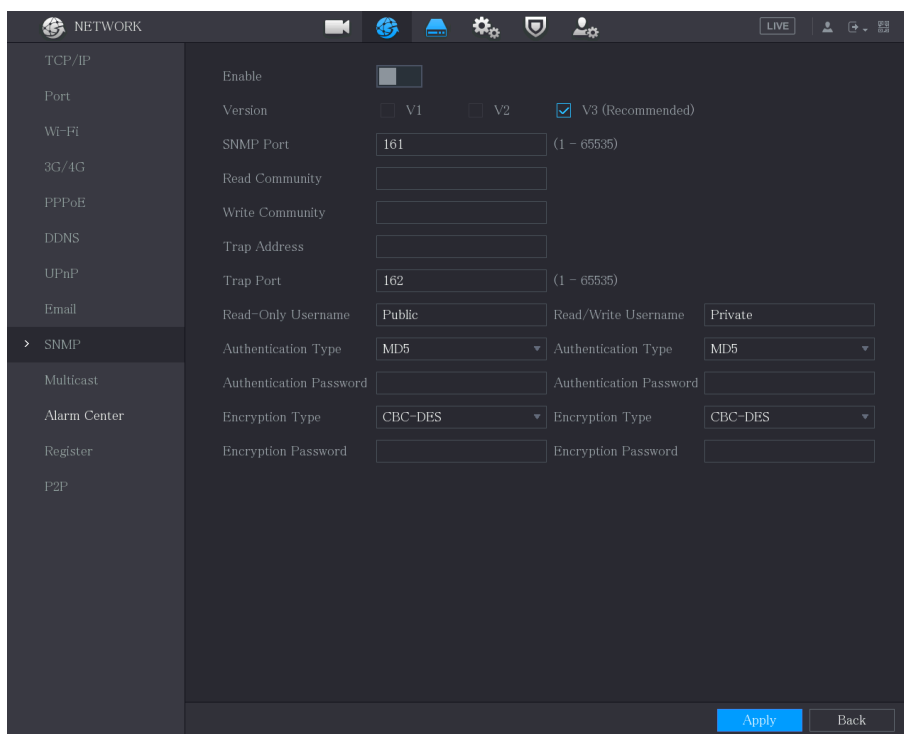 NETWORK LIVE
TCP/IP
Port
Wi-Fi
3G/4G
PPPoE
DDNS
UPnP
Email
SNMP
Multicast
Alarm Center
Register
P2P
Enable
Version V1 V2 V3 (Recommended)
SNMP Port 161 (1 - 65535)
Read Community
Write Community
Trap Address
Trap Port 162 (1 - 65535)
Read-Only Username Public Read/Write Username Private
Authentication Type MD5 Authentication Type MD5
Authentication Password Authentication Password
Encryption Type CBC-DES Encryption Type CBC-DES
Encryption Password Encryption Password
Apply Back